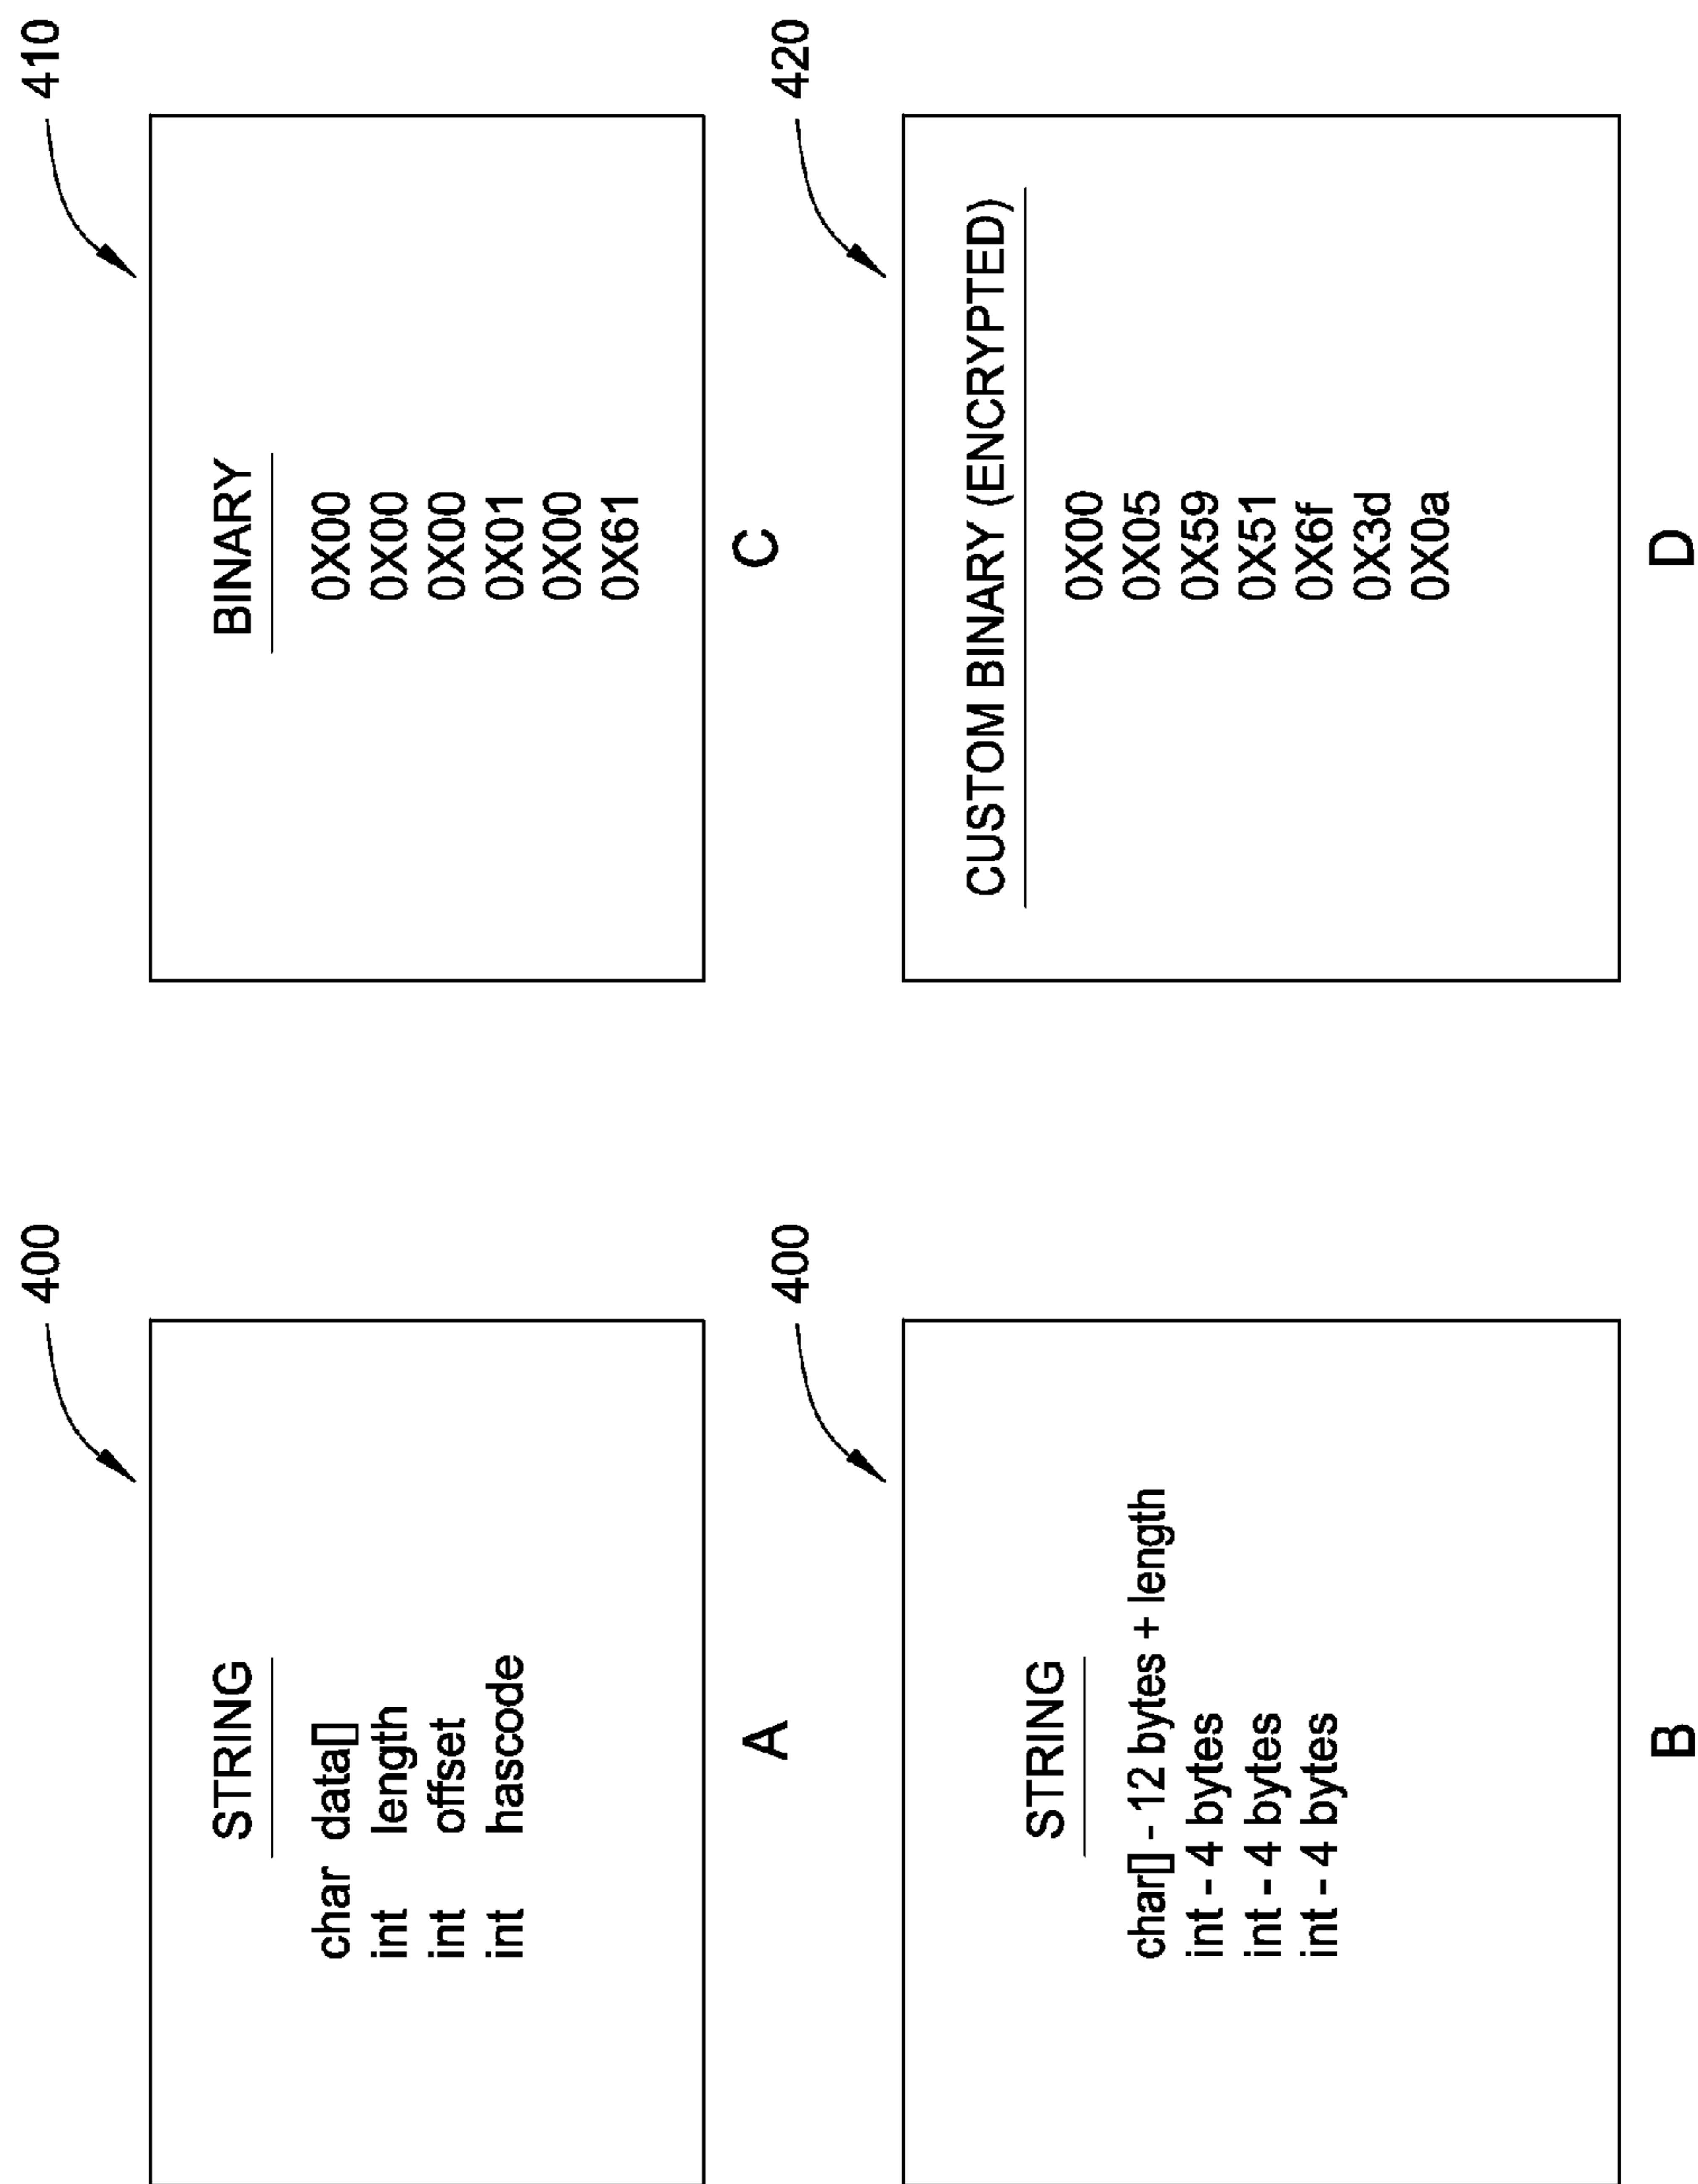 400
STRING
char data[]
int length
int offset
int hascode
A
400
STRING
char[] - 12 bytes + length
int - 4 bytes
int - 4 bytes
int - 4 bytes
B
410
BINARY
0X00
0X00
0X00
0X01
0X00
0X61
C
420
CUSTOM BINARY (ENCRYPTED)
0X00
0X05
0X59
0X51
0X6f
0X3d
0X0a
D